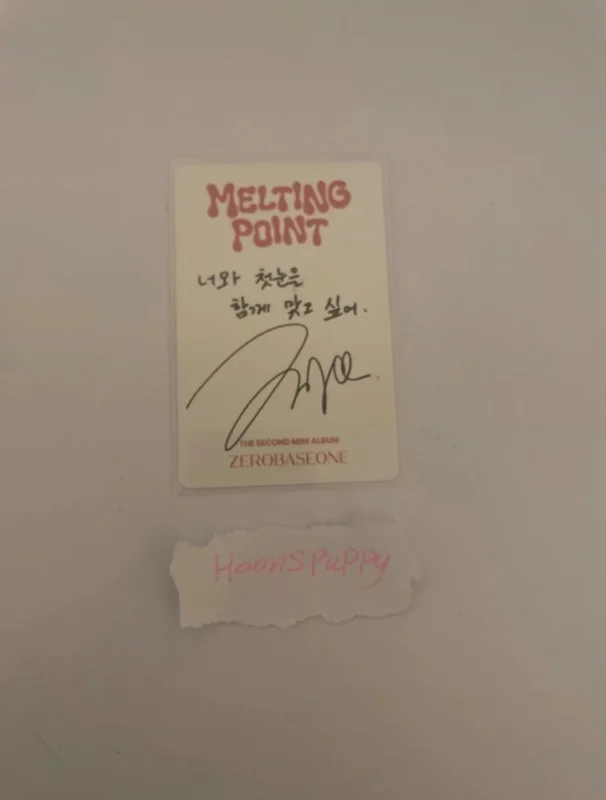 MELTING
POINT
너와 첫눈을
함께 맞고 싶어.
THE SECOND MINI ALBUM
ZEROBASEONE
HoonSPuppy